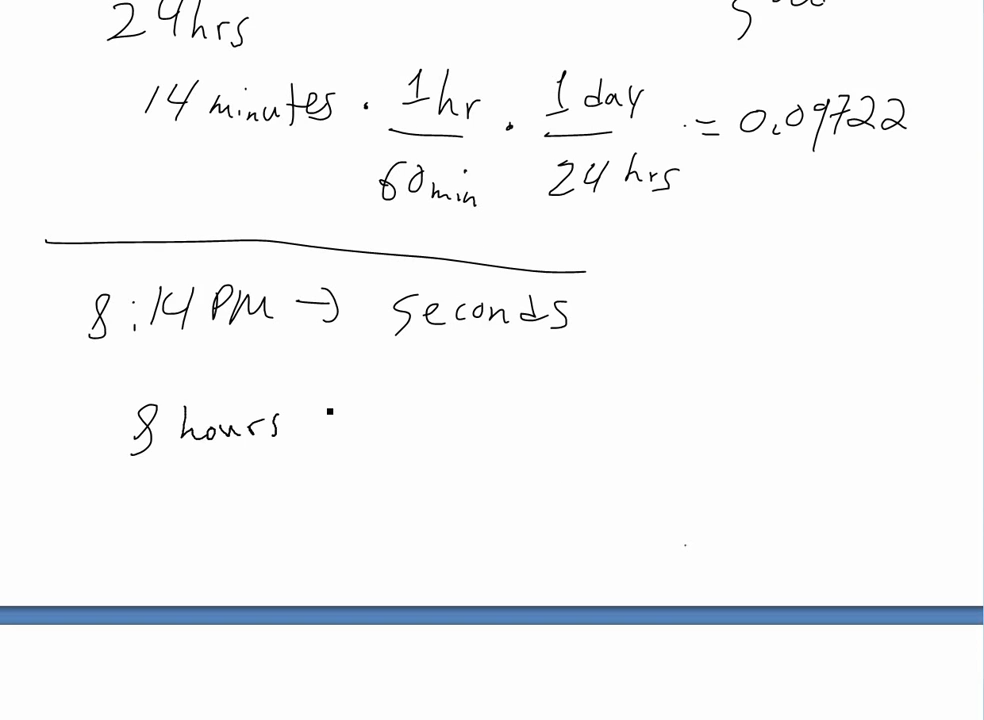 24hrs
14 minutes · 1hr/60min · 1 day/24 hrs = 0.09722
8:14 PM → seconds
8 hours ·